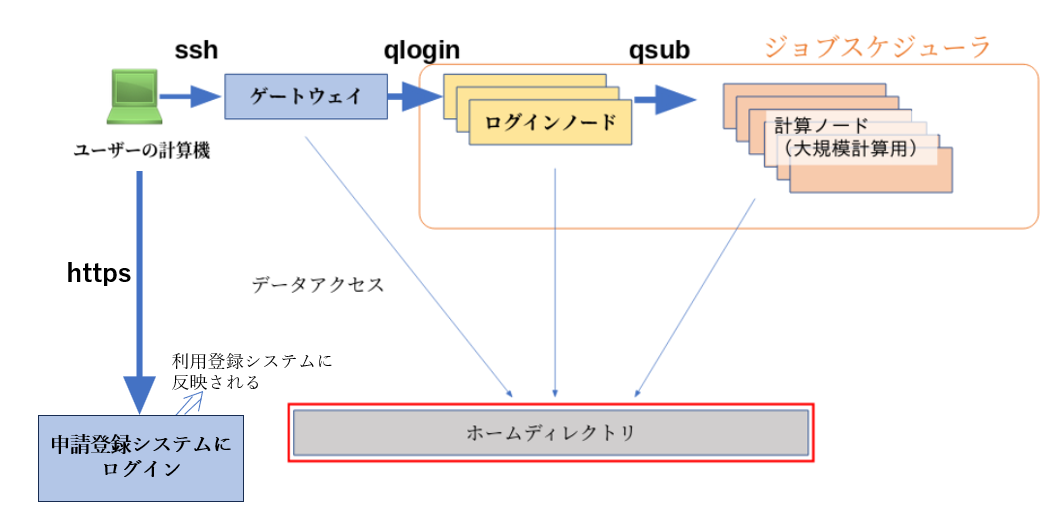 ssh
qlogin
qsub
ジョブスケジューラ
ゲートウェイ
ログインノード
計算ノード
（大規模計算用）
ユーザーの計算機
https
データアクセス
利用登録システムに
反映される
申請登録システムに
ログイン
ホームディレクトリ